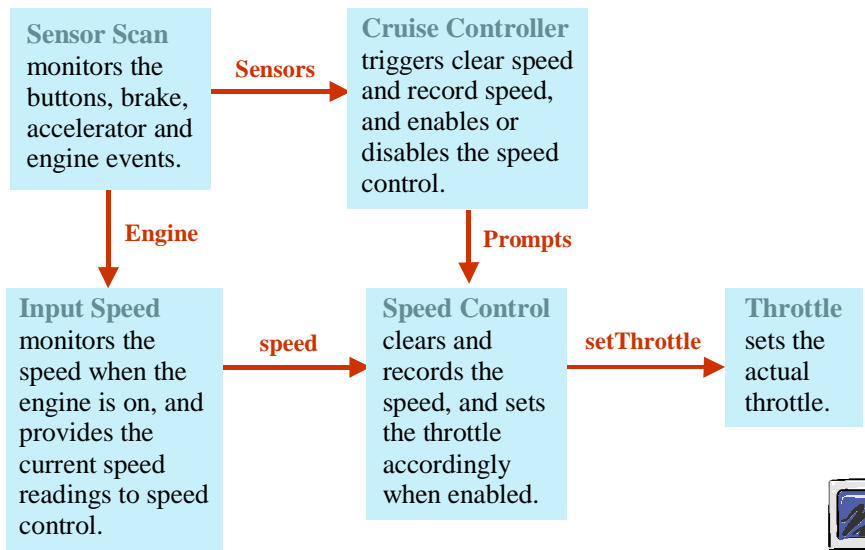 Sensor Scan
monitors the
buttons, brake,
accelerator and
engine events.
Sensors
Cruise Controller
triggers clear speed
and record speed,
and enables or
disables the speed
control.
Engine
Prompts
Input Speed
monitors the
speed when the
engine is on, and
provides the
current speed
readings to speed
control.
speed
Speed Control
clears and
records the
speed, and sets
the throttle
accordingly
when enabled.
setThrottle
Throttle
sets the
actual
throttle.